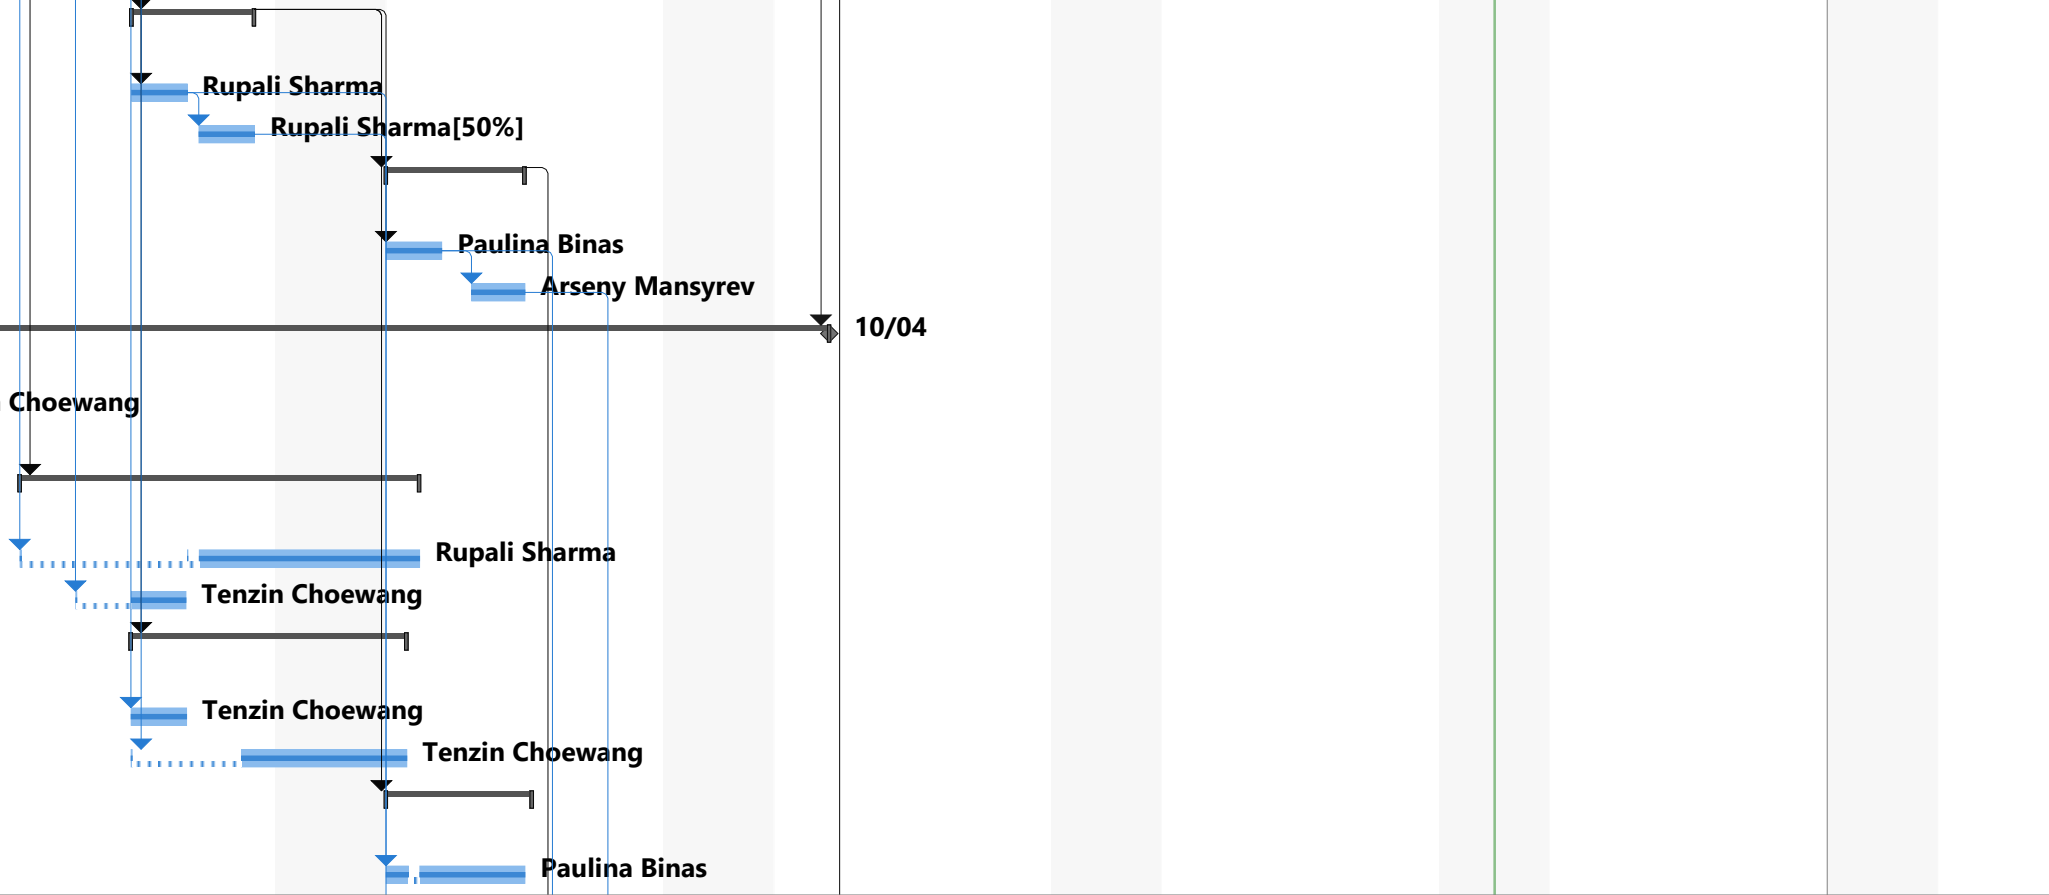 Rupali Sharma
Rupali Sharma[50%]
Paulina Binas
Arseny Mansyrev
10/04
Choewang
Rupali Sharma
Tenzin Choewang
Tenzin Choewang
Tenzin Choewang
Paulina Binas